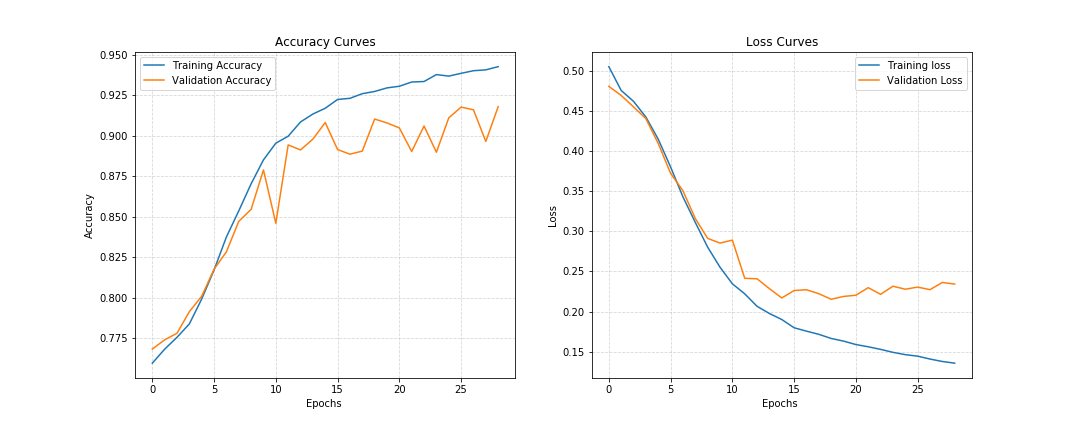 Accuracy Curves
Training Accuracy
Validation Accuracy
0.950
0.925
0.900
0.875
0.850
0.825
0.800
0.775
Accuracy
0 5 10 15 20 25
Epochs
Loss Curves
Training loss
Validation Loss
0.50
0.45
0.40
0.35
0.30
0.25
0.20
0.15
Loss
0 5 10 15 20 25
Epochs